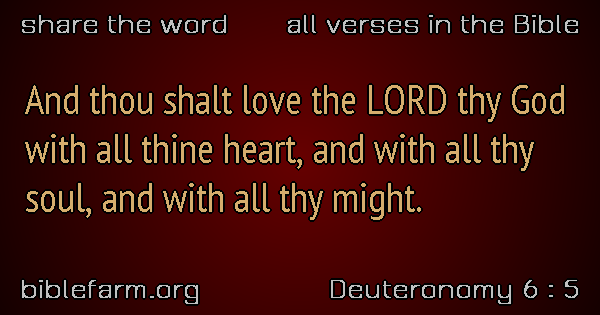 share the word all verses in the Bible
And thou shalt love the LORD thy God
with all thine heart, and with all thy
soul, and with all thy might.
biblefarm.org Deuteronomy 6 : 5